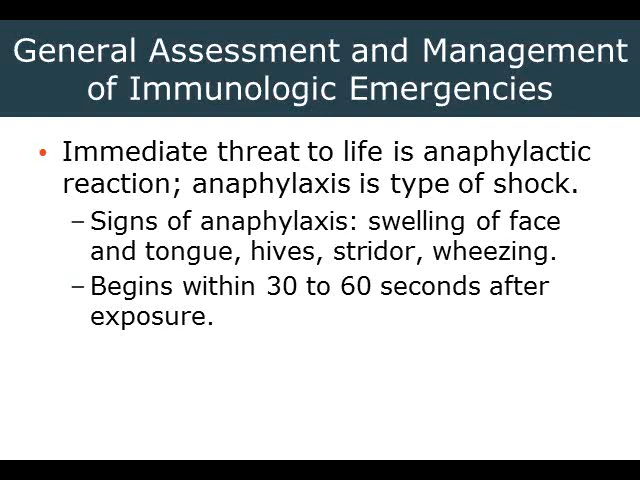 General Assessment and Management
of Immunologic Emergencies
• Immediate threat to life is anaphylactic
reaction; anaphylaxis is type of shock.
– Signs of anaphylaxis: swelling of face
and tongue, hives, stridor, wheezing.
– Begins within 30 to 60 seconds after
exposure.